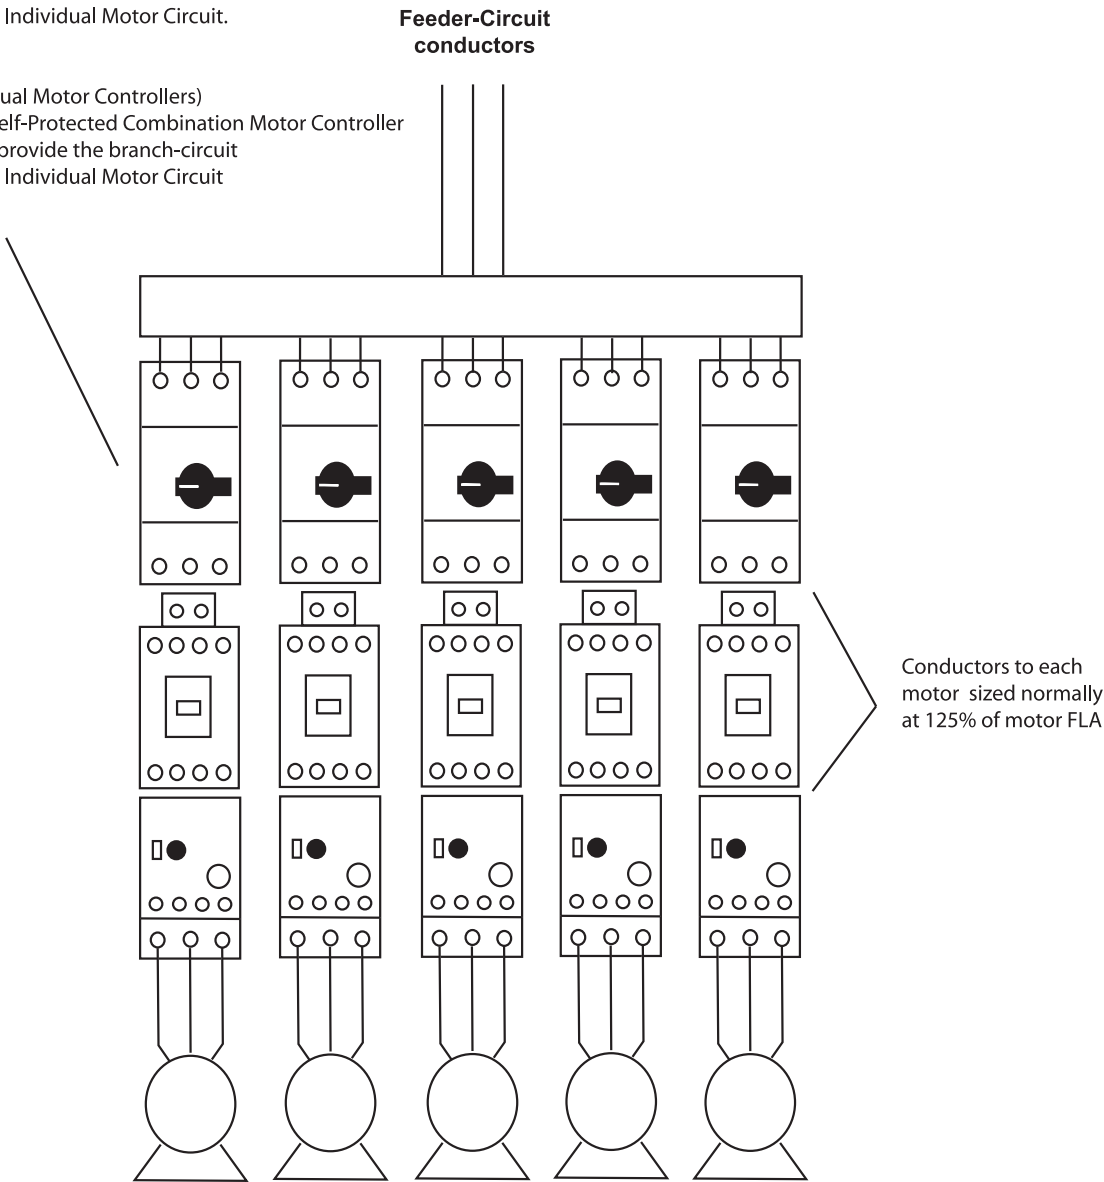 Individual Motor Circuit.
Feeder-Circuit
conductors
ual Motor Controllers)
elf-Protected Combination Motor Controller
provide the branch-circuit
Individual Motor Circuit
Conductors to each
motor sized normally
at 125% of motor FLA